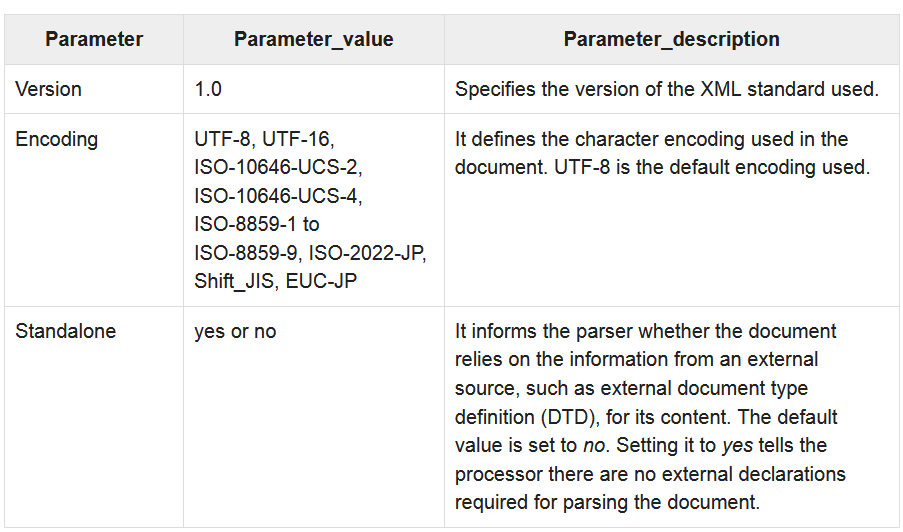 Parameter Parameter_value Parameter_description
Version 1.0 Specifies the version of the XML standard used.
Encoding
UTF-8, UTF-16,
ISO-10646-UCS-2,
ISO-10646-UCS-4,
ISO-8859-1 to
ISO-8859-9, ISO-2022-JP,
Shift_JIS, EUC-JP
It defines the character encoding used in the
document. UTF-8 is the default encoding used.
Standalone
yes or no
It informs the parser whether the document
relies on the information from an external
source, such as external document type
definition (DTD), for its content. The default
value is set to no. Setting it to yes tells the
processor there are no external declarations
required for parsing the document.